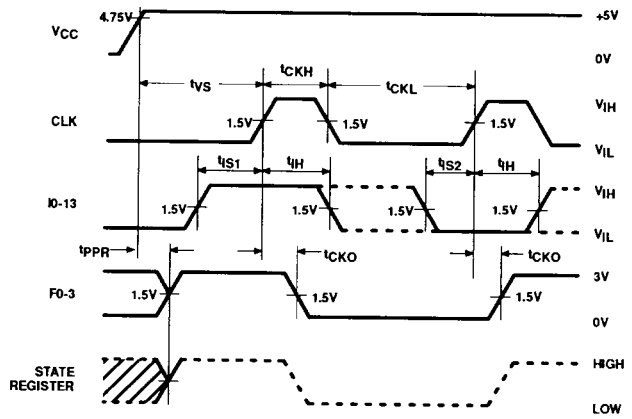 4.75V
VCC
+5V
0V
tVS
tCKH
tCKL
CLK
1.5V
1.5V
1.5V
VIH
VIL
tIS1
tIH
tIS2
tIH
I0-13
1.5V
1.5V
1.5V
1.5V
VIH
VIL
tPPR
tCKO
tCKO
F0-3
1.5V
1.5V
1.5V
3V
0V
STATE
REGISTER
HIGH
LOW